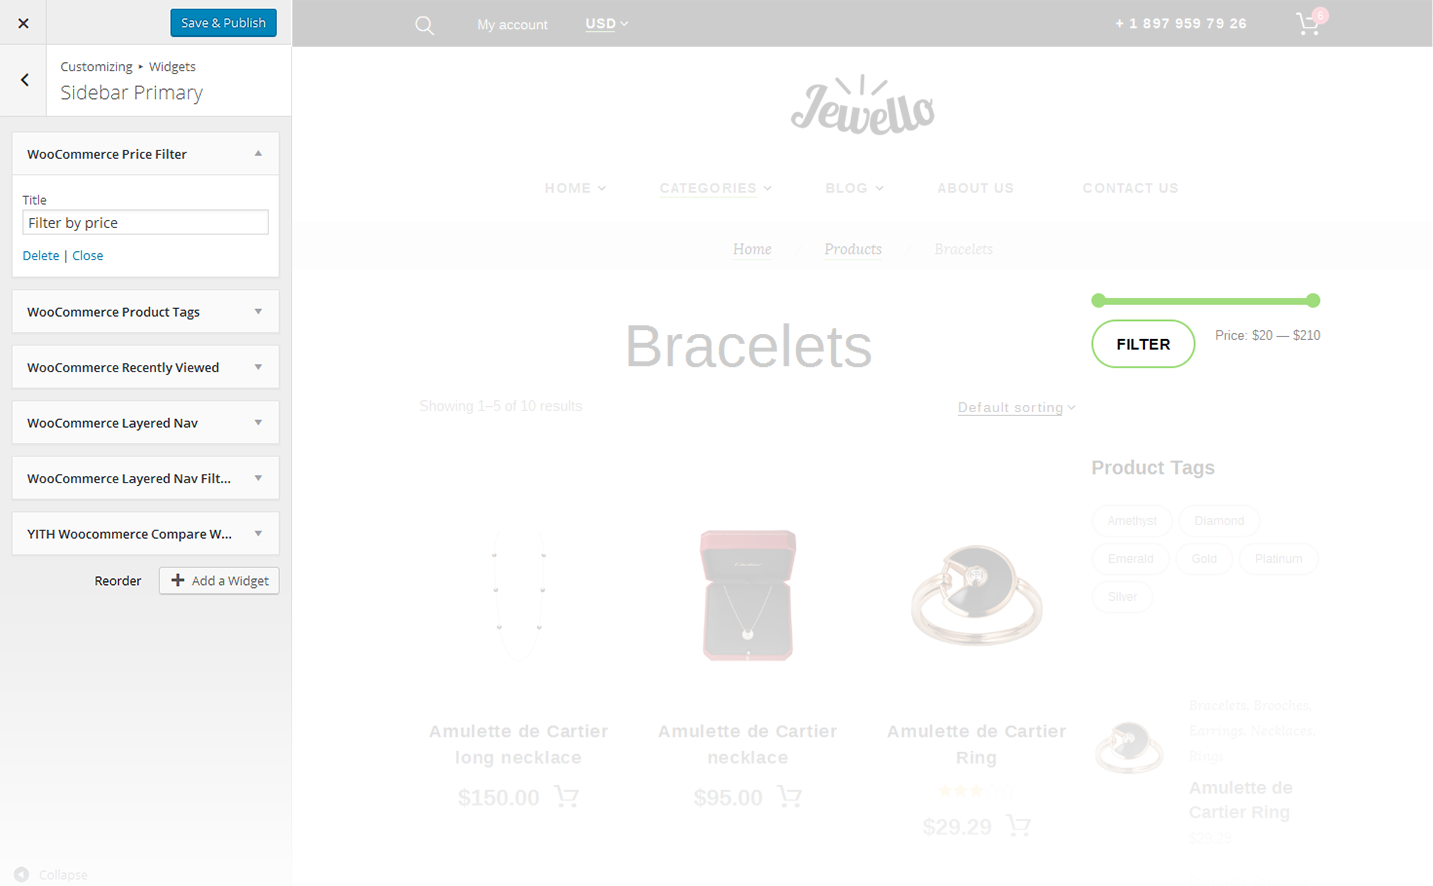 Save & Publish
Customizing ▸ Widgets
Sidebar Primary
WooCommerce Price Filter
Title
Filter by price
Delete | Close
WooCommerce Product Tags
WooCommerce Recently Viewed
WooCommerce Layered Nav
WooCommerce Layered Nav Filt...
YITH Woocommerce Compare W...
Reorder
Add a Widget
Collapse
My account
USD
+ 1 897 959 79 26
6
Jewello
HOME
CATEGORIES
BLOG
ABOUT US
CONTACT US
Home
Products
Bracelets
Bracelets
Showing 1–5 of 10 results
Default sorting
Amulette de Cartier
long necklace
$150.00
Amulette de Cartier
necklace
$95.00
Amulette de Cartier
Ring
$29.29
FILTER
Price: $20 — $210
Product Tags
Amethyst
Diamond
Emerald
Gold
Platinum
Silver
Bracelets, Brooches,
Earrings, Necklaces,
Rings
Amulette de
Cartier Ring
$29.29